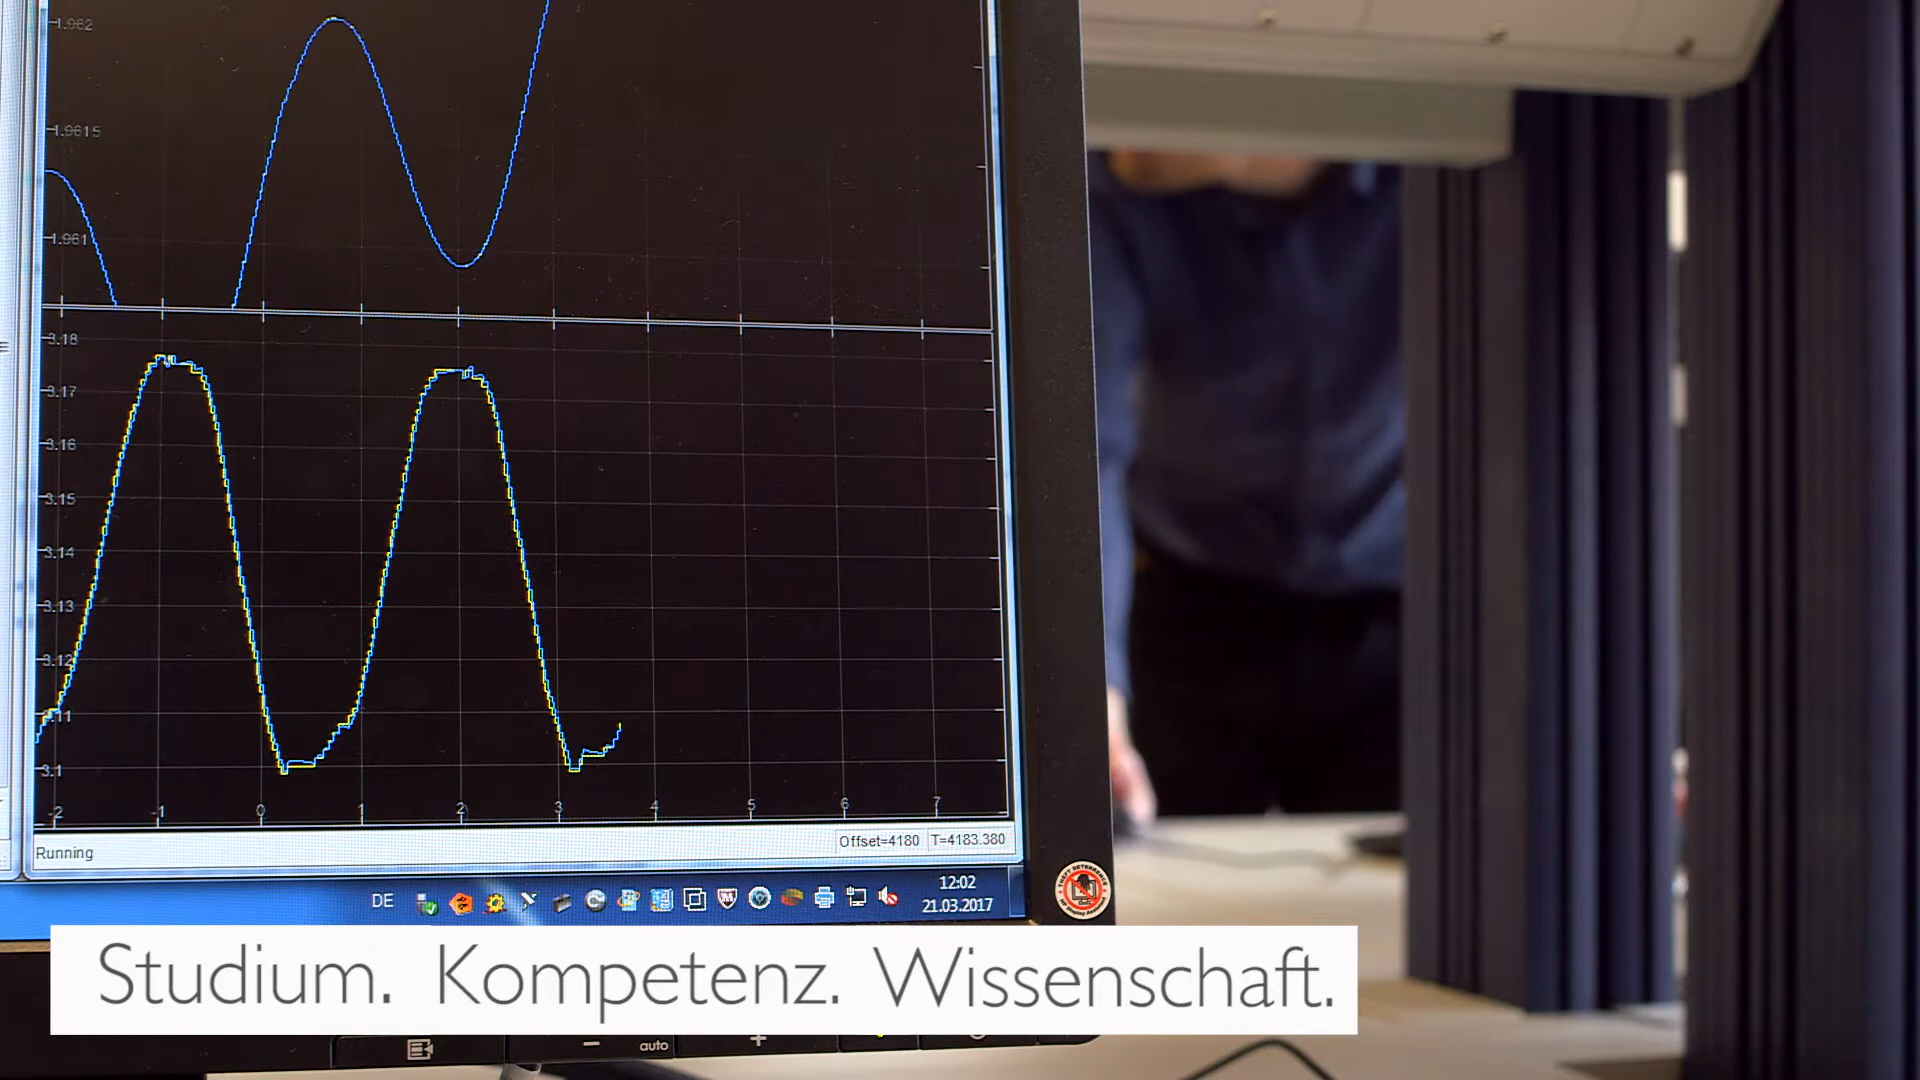 1.962
1.9615
1.961
3.18
3.17
3.16
3.15
3.14
3.13
3.12
3.11
3.1
-2 -1 0 1 2 3 4 5 6 7
Running
Offset=4180 T=4183.380
DE
12:02
21.03.2017
THEFT DETERRENCE
Studium. Kompetenz. Wissenschaft.
auto